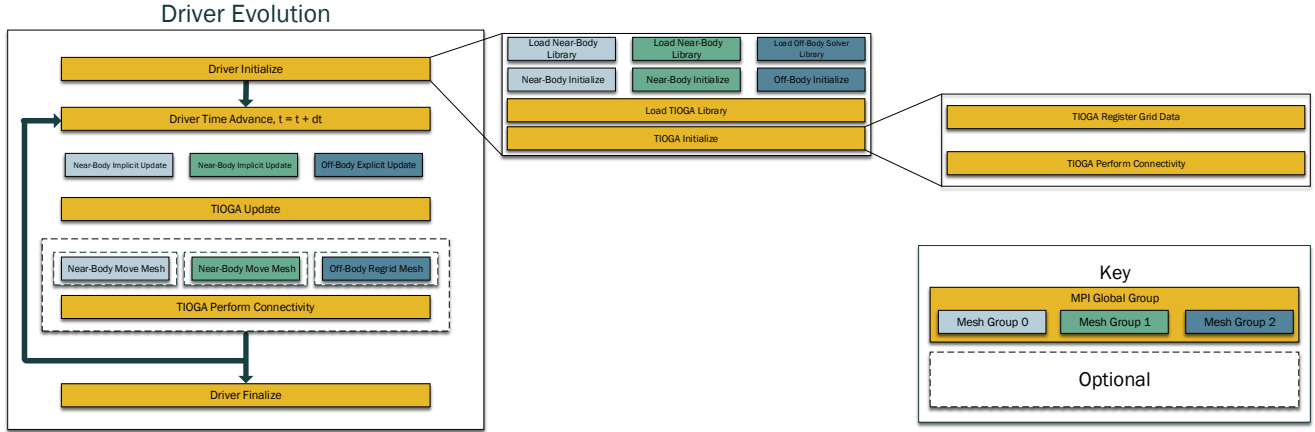 Driver Evolution
Driver Initialize
Driver Time Advance, t = t + dt
Near-Body Implicit Update
Near-Body Implicit Update
Off-Body Explicit Update
TIOGA Update
Near-Body Move Mesh
Near-Body Move Mesh
Off-Body Regrid Mesh
TIOGA Perform Connectivity
Driver Finalize
Load Near-Body
Library
Load Near-Body
Library
Load Off-Body Solver
Library
Near-Body Initialize
Near-Body Initialize
Off-Body Initialize
Load TIOGA Library
TIOGA Initialize
TIOGA Register Grid Data
TIOGA Perform Connectivity
Key
MPI Global Group
Mesh Group 0
Mesh Group 1
Mesh Group 2
Optional